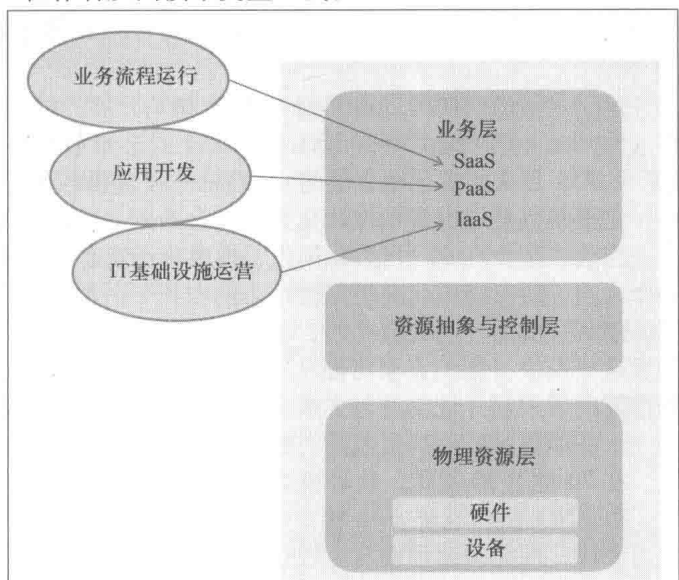 业务流程运行
应用开发
IT基础设施运营
业务层
SaaS
PaaS
IaaS
资源抽象与控制层
物理资源层
硬件
设备